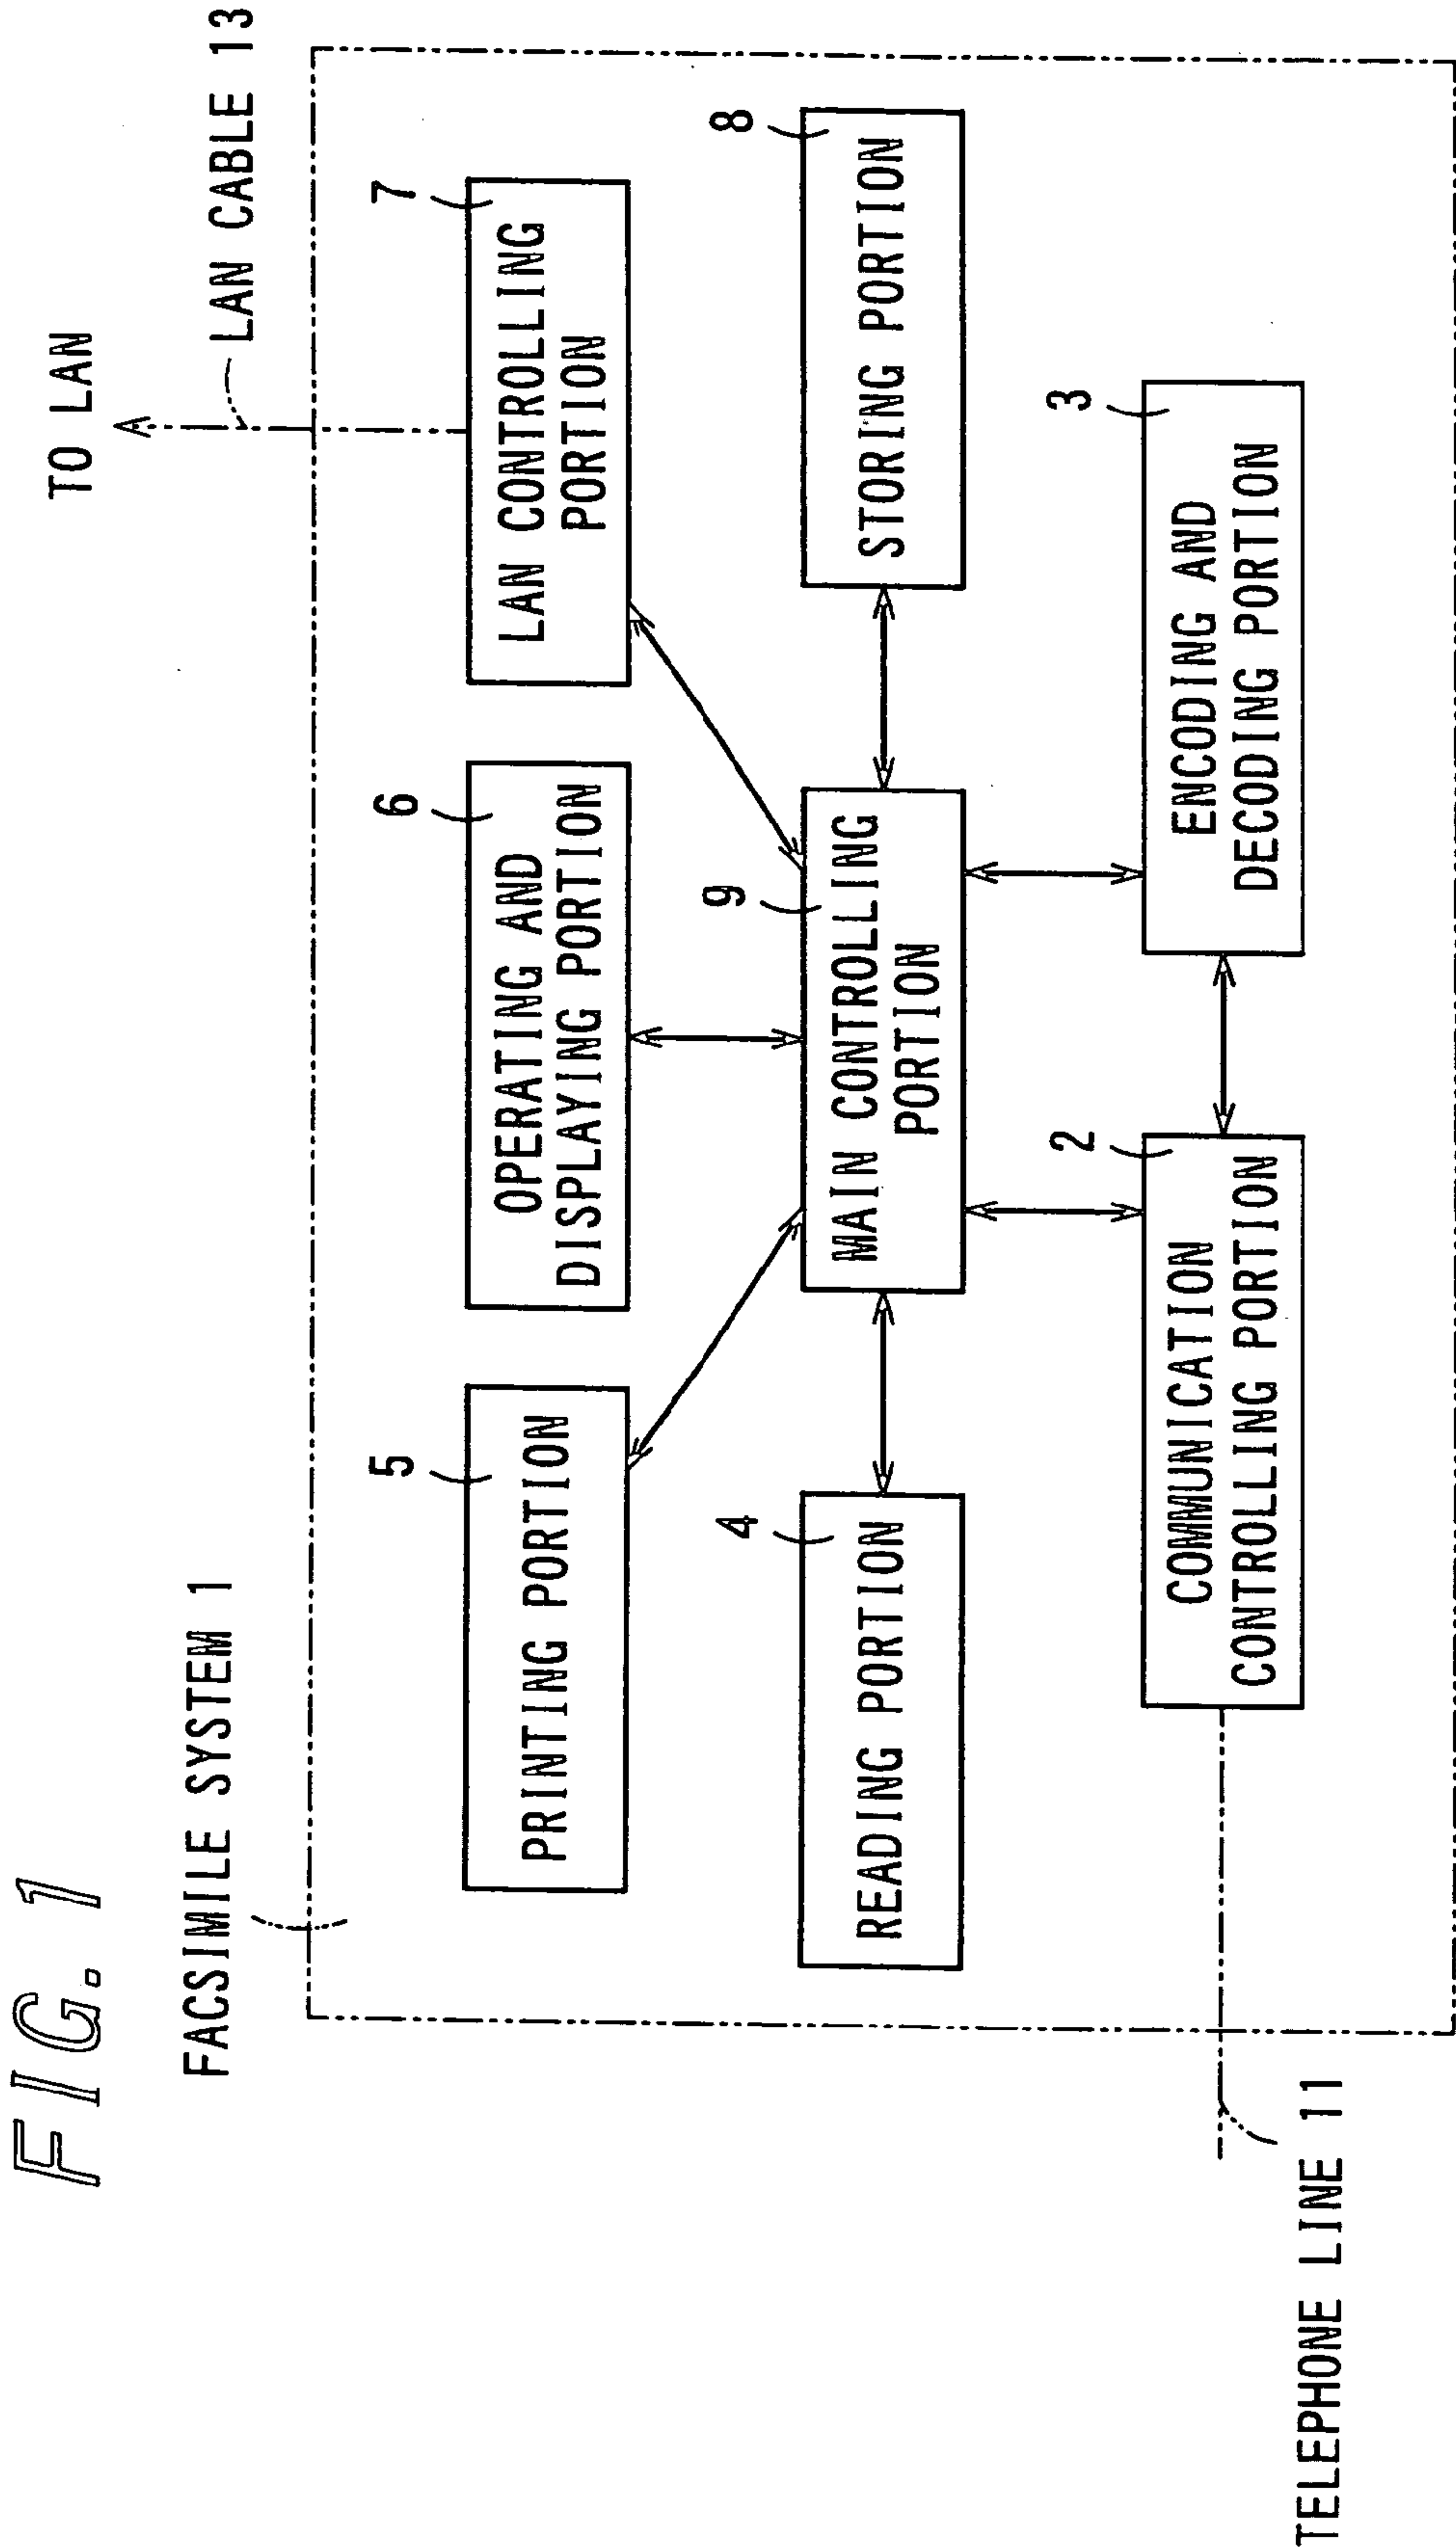 FIG. 1
TO LAN
FACSIMILE SYSTEM 1
LAN CABLE 13
5
6
7
PRINTING PORTION
OPERATING AND
DISPLAYING PORTION
LAN CONTROLLING
PORTION
4
9
8
READING PORTION
MAIN CONTROLLING
PORTION
STORING PORTION
2
3
COMMUNICATION
CONTROLLING PORTION
ENCODING AND
DECODING PORTION
TELEPHONE LINE 11